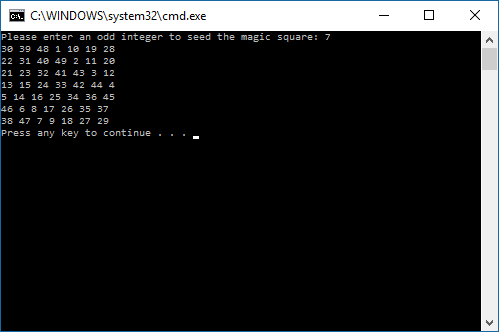 C:\WINDOWS\system32\cmd.exe
Please enter an odd integer to seed the magic square: 7
30 39 48 1 10 19 28
22 31 40 49 2 11 20
21 23 32 41 43 3 12
13 15 24 33 42 44 4
5 14 16 25 34 36 45
46 6 8 17 26 35 37
38 47 7 9 18 27 29
Press any key to continue . . .